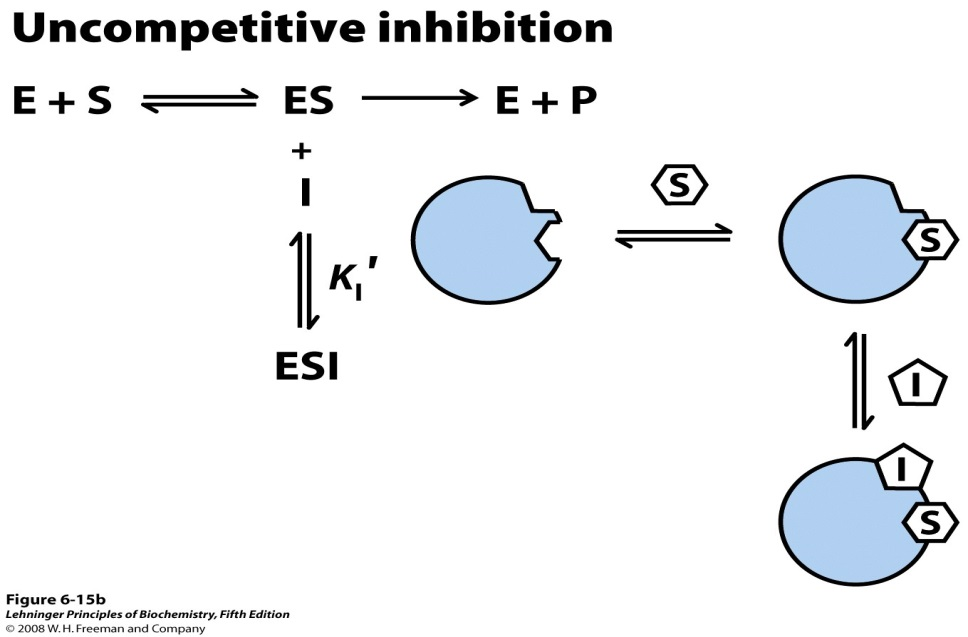 Uncompetitive inhibition
E + S ⇌ ES → E + P
+
I
K_I′
ESI
S
S
I
I
S
Figure 6-15b
Lehninger Principles of Biochemistry, Fifth Edition
© 2008 W. H. Freeman and Company